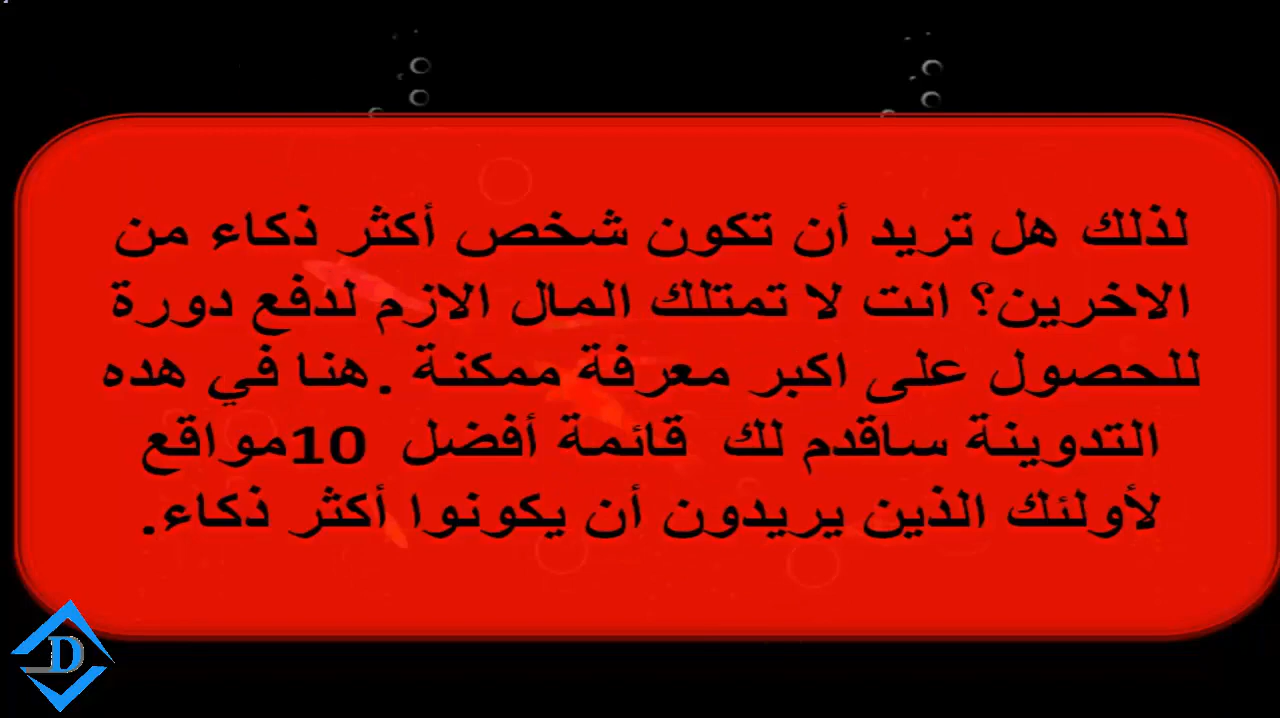 لذلك هل تريد أن تكون شخص أكثر ذكاء من
الاخرين؟ انت لا تمتلك المال الازم لدفع دورة
للحصول على اكبر معرفة ممكنة .هنا في هده
التدوينة ساقدم لك قائمة أفضل 10مواقع
لأولئك الذين يريدون أن يكونوا أكثر ذكاء.
D